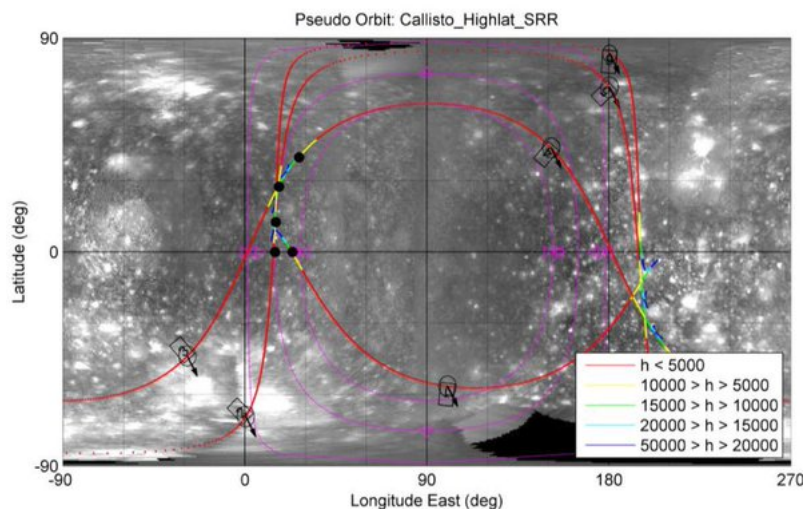 Pseudo Orbit: Callisto_Highlat_SRR
90
0
-90
Latitude (deg)
-90
0
90
180
270
Longitude East (deg)
h < 5000
10000 > h > 5000
15000 > h > 10000
20000 > h > 15000
50000 > h > 20000